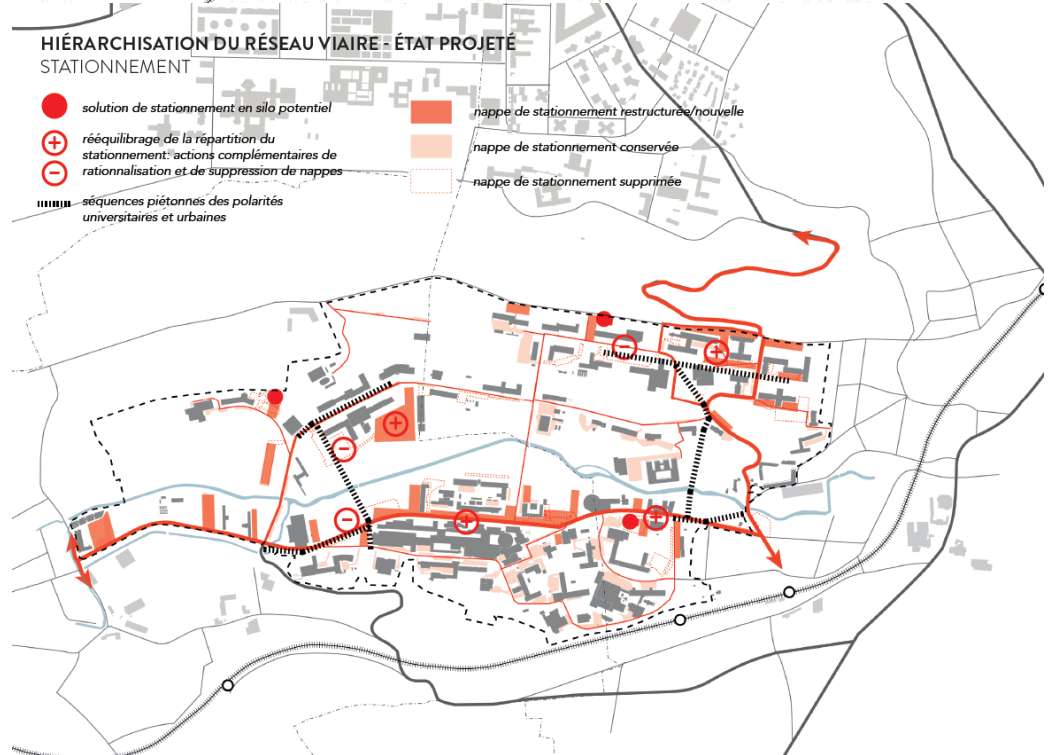 HIÉRARCHISATION DU RÉSEAU VIAIRE - ÉTAT PROJETÉ
STATIONNEMENT
solution de stationnement en silo potentiel
rééquilibrage de la répartition du
stationnement: actions complémentaires de
rationnalisation et de suppression de nappes
séquences piétonnes des polarités
universitaires et urbaines
nappe de stationnement restructurée/nouvelle
nappe de stationnement conservée
nappe de stationnement supprimée